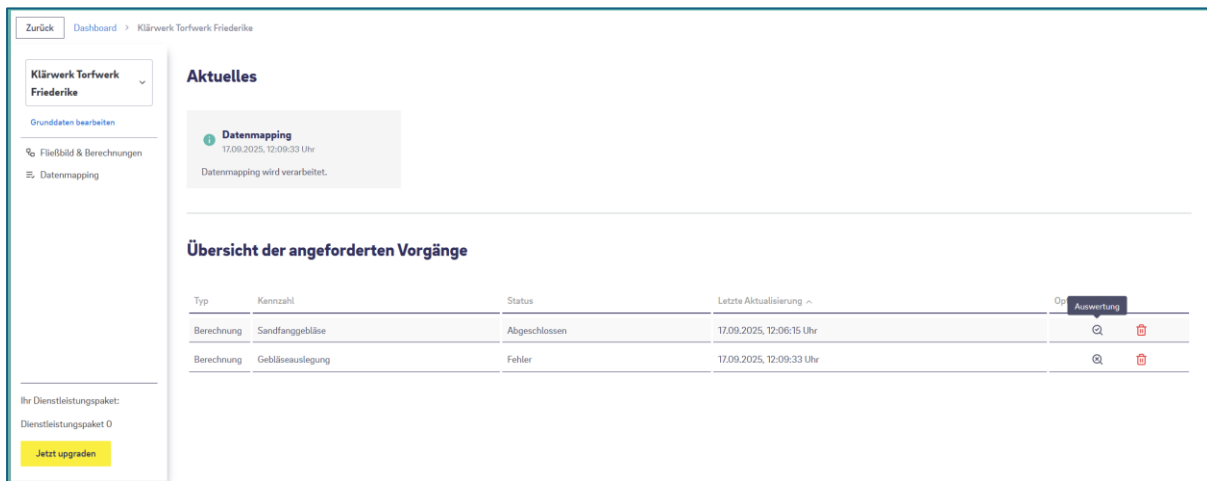 Zurück Dashboard > Klärwerk Torfwerk Friederike
Klärwerk Torfwerk
Friederike
Grunddaten bearbeiten
Fließbild & Berechnungen
Datenmapping
Aktuelles
Datenmapping
17.09.2025, 12:09:33 Uhr
Datenmapping wird verarbeitet.
Übersicht der angeforderten Vorgänge
Auswertung
Typ Kennzahl Status Letzte Aktualisierung
Berechnung Sandfanggebläse Abgeschlossen 17.09.2025, 12:06:15 Uhr
Berechnung Gebläseauslegung Fehler 17.09.2025, 12:09:33 Uhr
Ihr Dienstleistungspaket:
Dienstleistungspaket 0
Jetzt upgraden